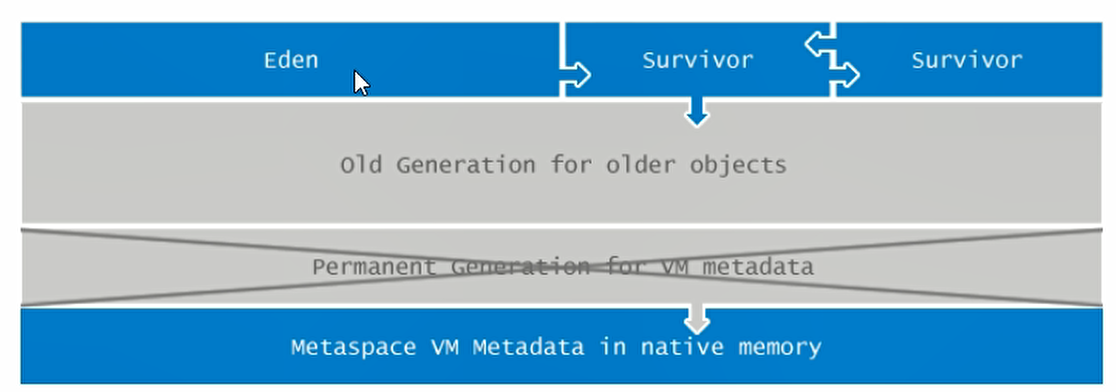 Eden
Survivor
Survivor
Old Generation for older objects
Permanent Generation for VM metadata
Metaspace VM Metadata in native memory